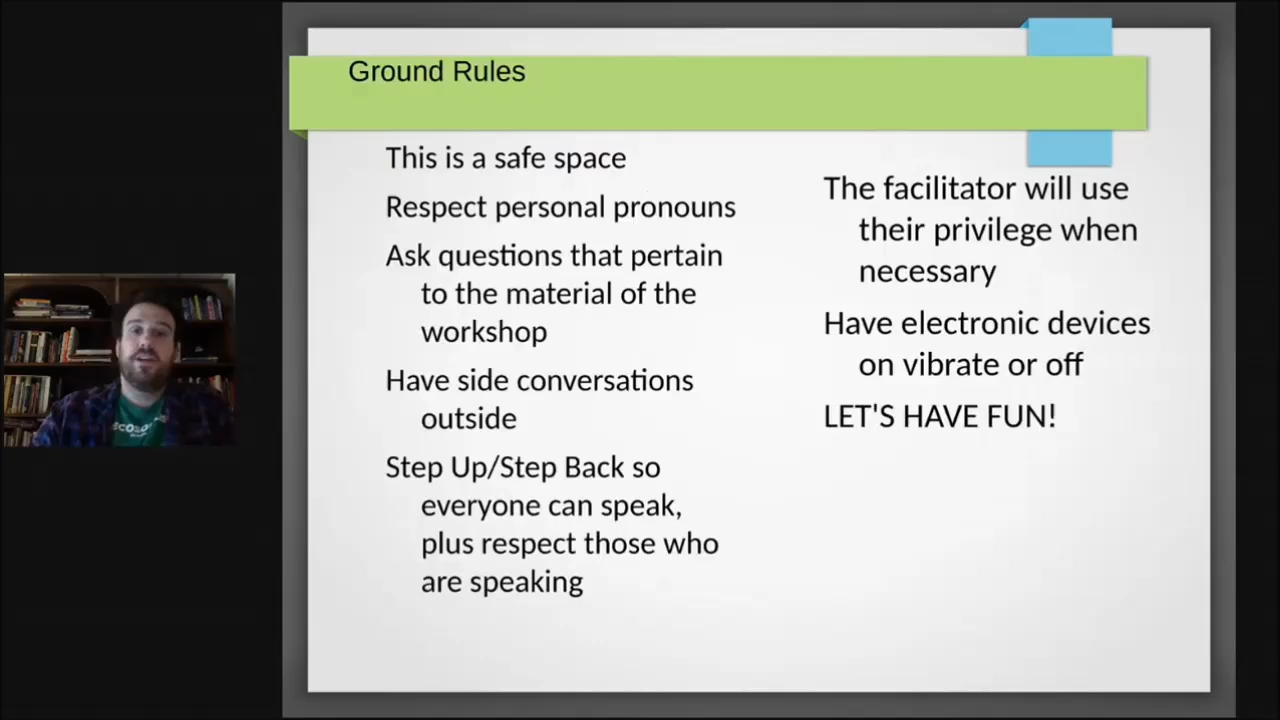 Ground Rules
This is a safe space
Respect personal pronouns
Ask questions that pertain
to the material of the
workshop
Have side conversations
outside
Step Up/Step Back so
everyone can speak,
plus respect those who
are speaking
The facilitator will use
their privilege when
necessary
Have electronic devices
on vibrate or off
LET'S HAVE FUN!